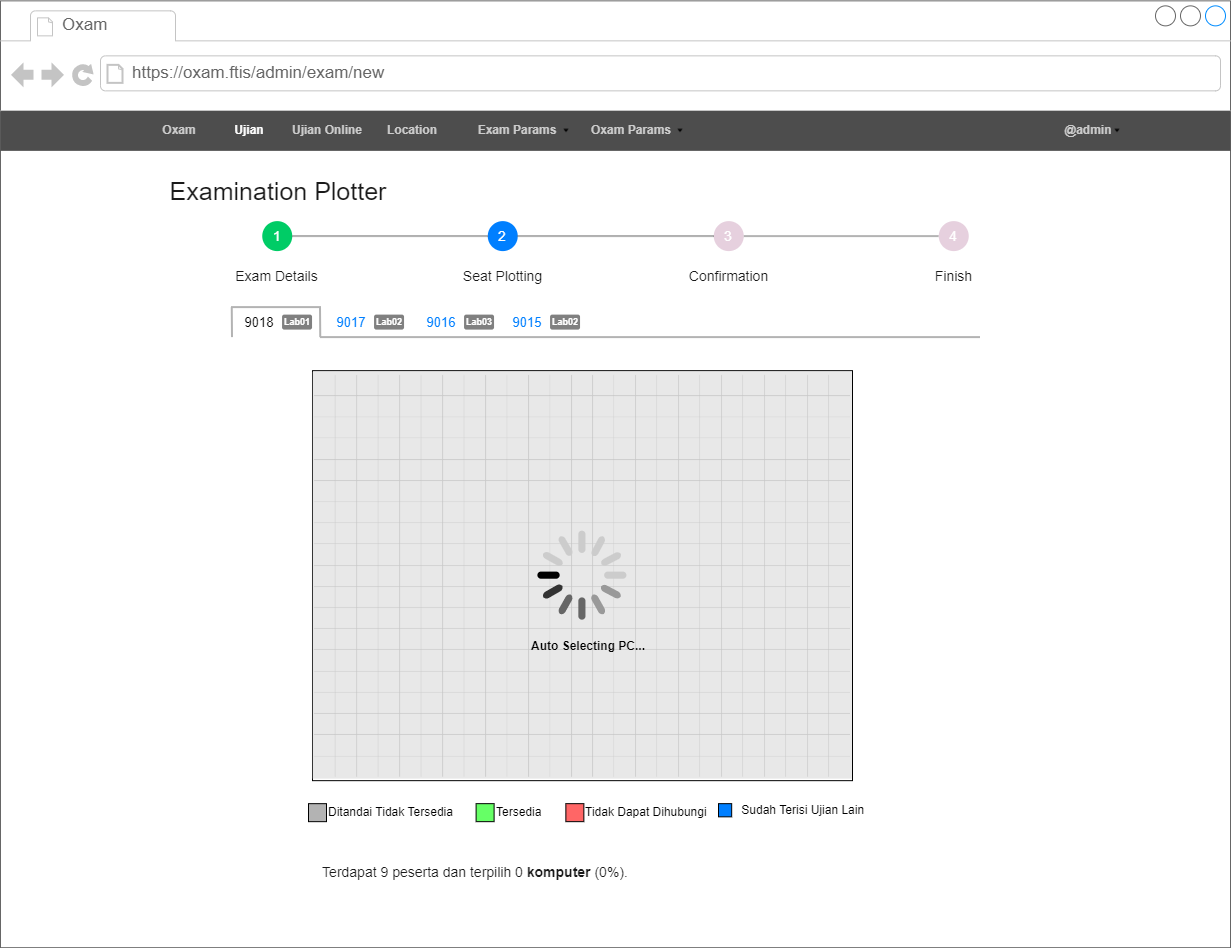 Oxam
https://oxam.ftis/admin/exam/new
Oxam Ujian Ujian Online Location Exam Params Oxam Params @admin
Examination Plotter
1 2 3 4
Exam Details Seat Plotting Confirmation Finish
9018 Lab01 9017 Lab02 9016 Lab03 9015 Lab02
Auto Selecting PC...
Ditandai Tidak Tersedia Tersedia Tidak Dapat Dihubungi Sudah Terisi Ujian Lain
Terdapat 9 peserta dan terpilih 0 komputer (0%).